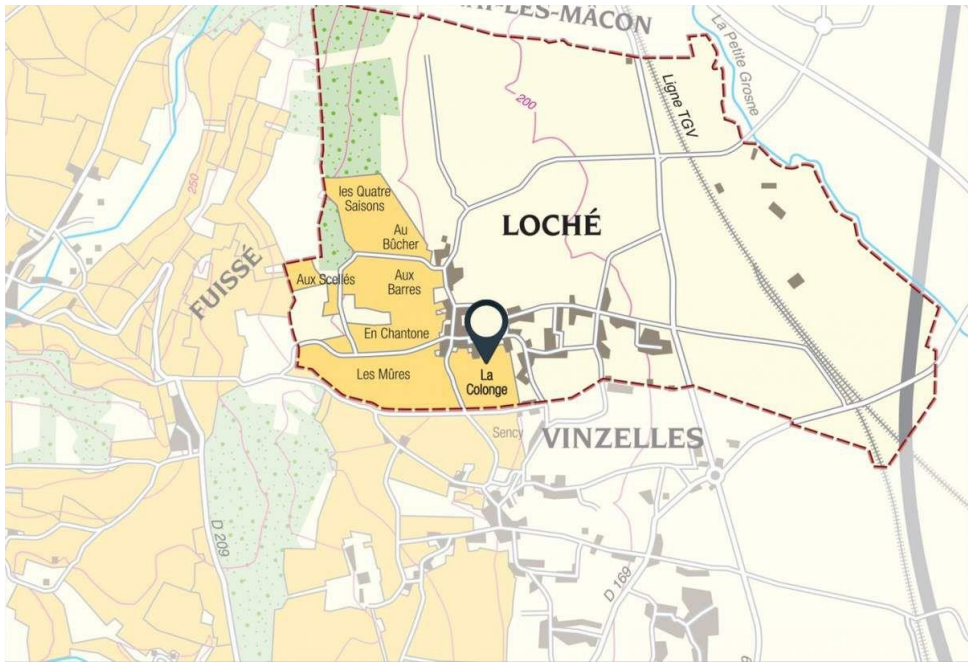 LES-MÂCON
La Petite Grosne
Ligne TGV
200
250
les Quatre
Saisons
Au
Bûcher
LOCHÉ
FUISSÉ
Aux Scellés
Aux
Barres
En Chantone
Les Mûres
La
Colonge
Sency
VINZELLES
D 209
D 169